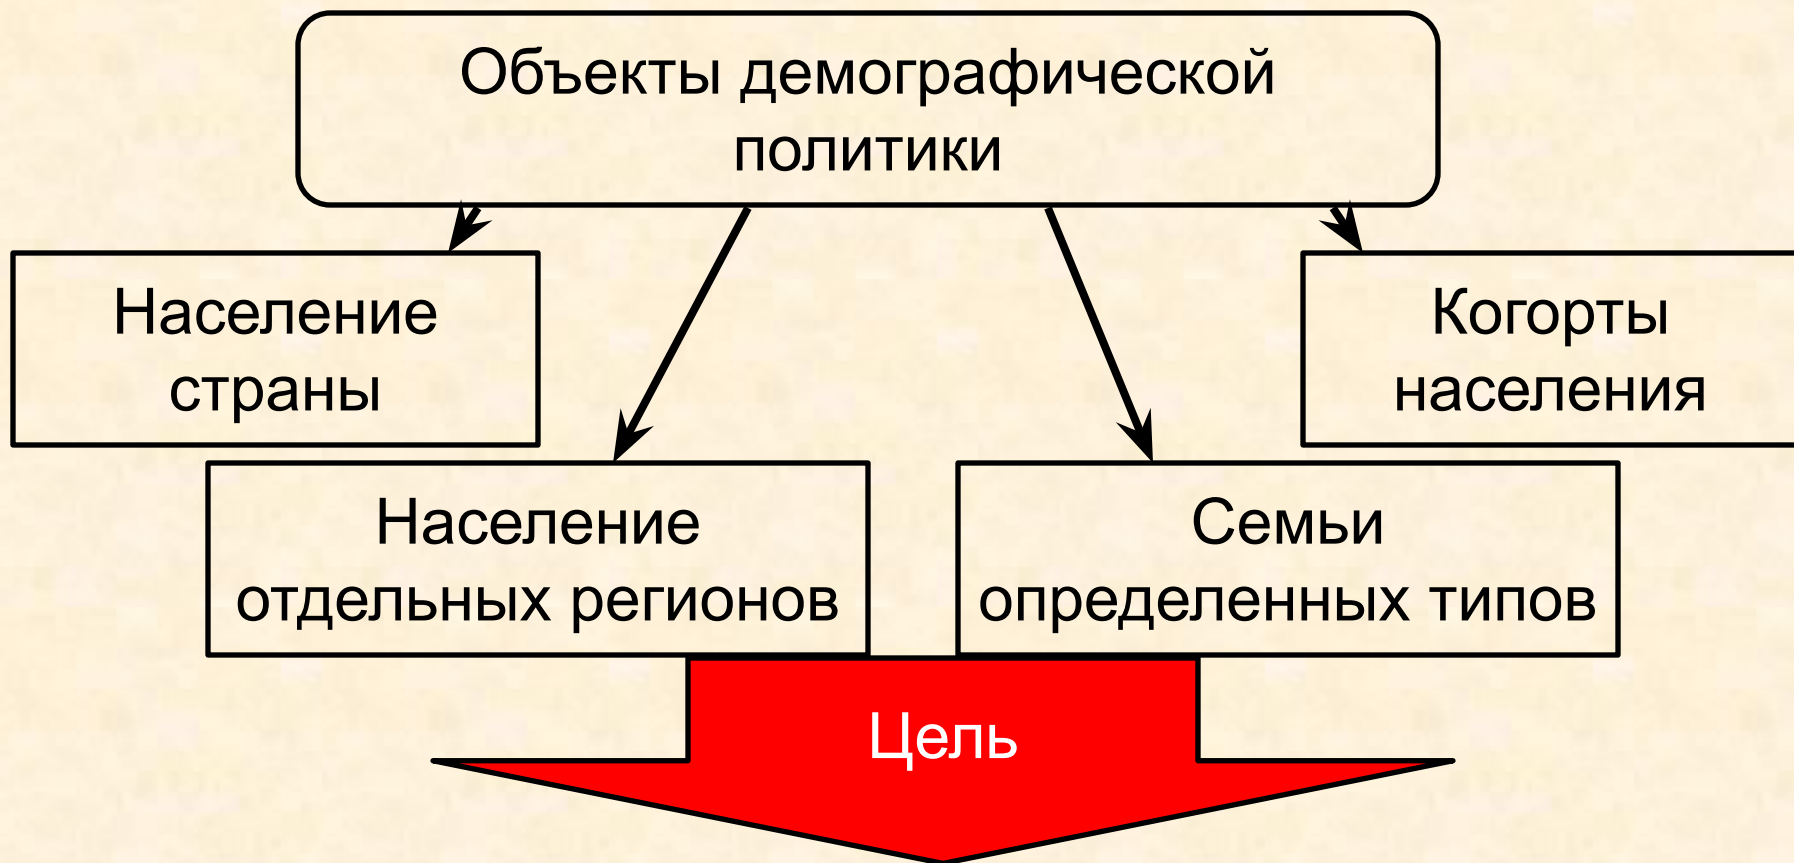 Объекты демографической
политики
Население
страны
Когорты
населения
Население
отдельных регионов
Семьи
определенных типов
Цель